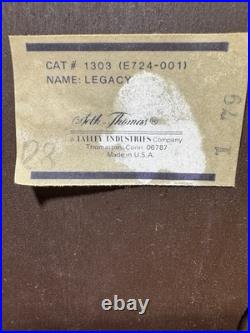 CAT # 1303 (E724-001)
NAME: LEGACY
Seth Thomas®
A TALLEY INDUSTRIES Company
Thomaston, Conn. 06787
Made in U.S.A.
1 79